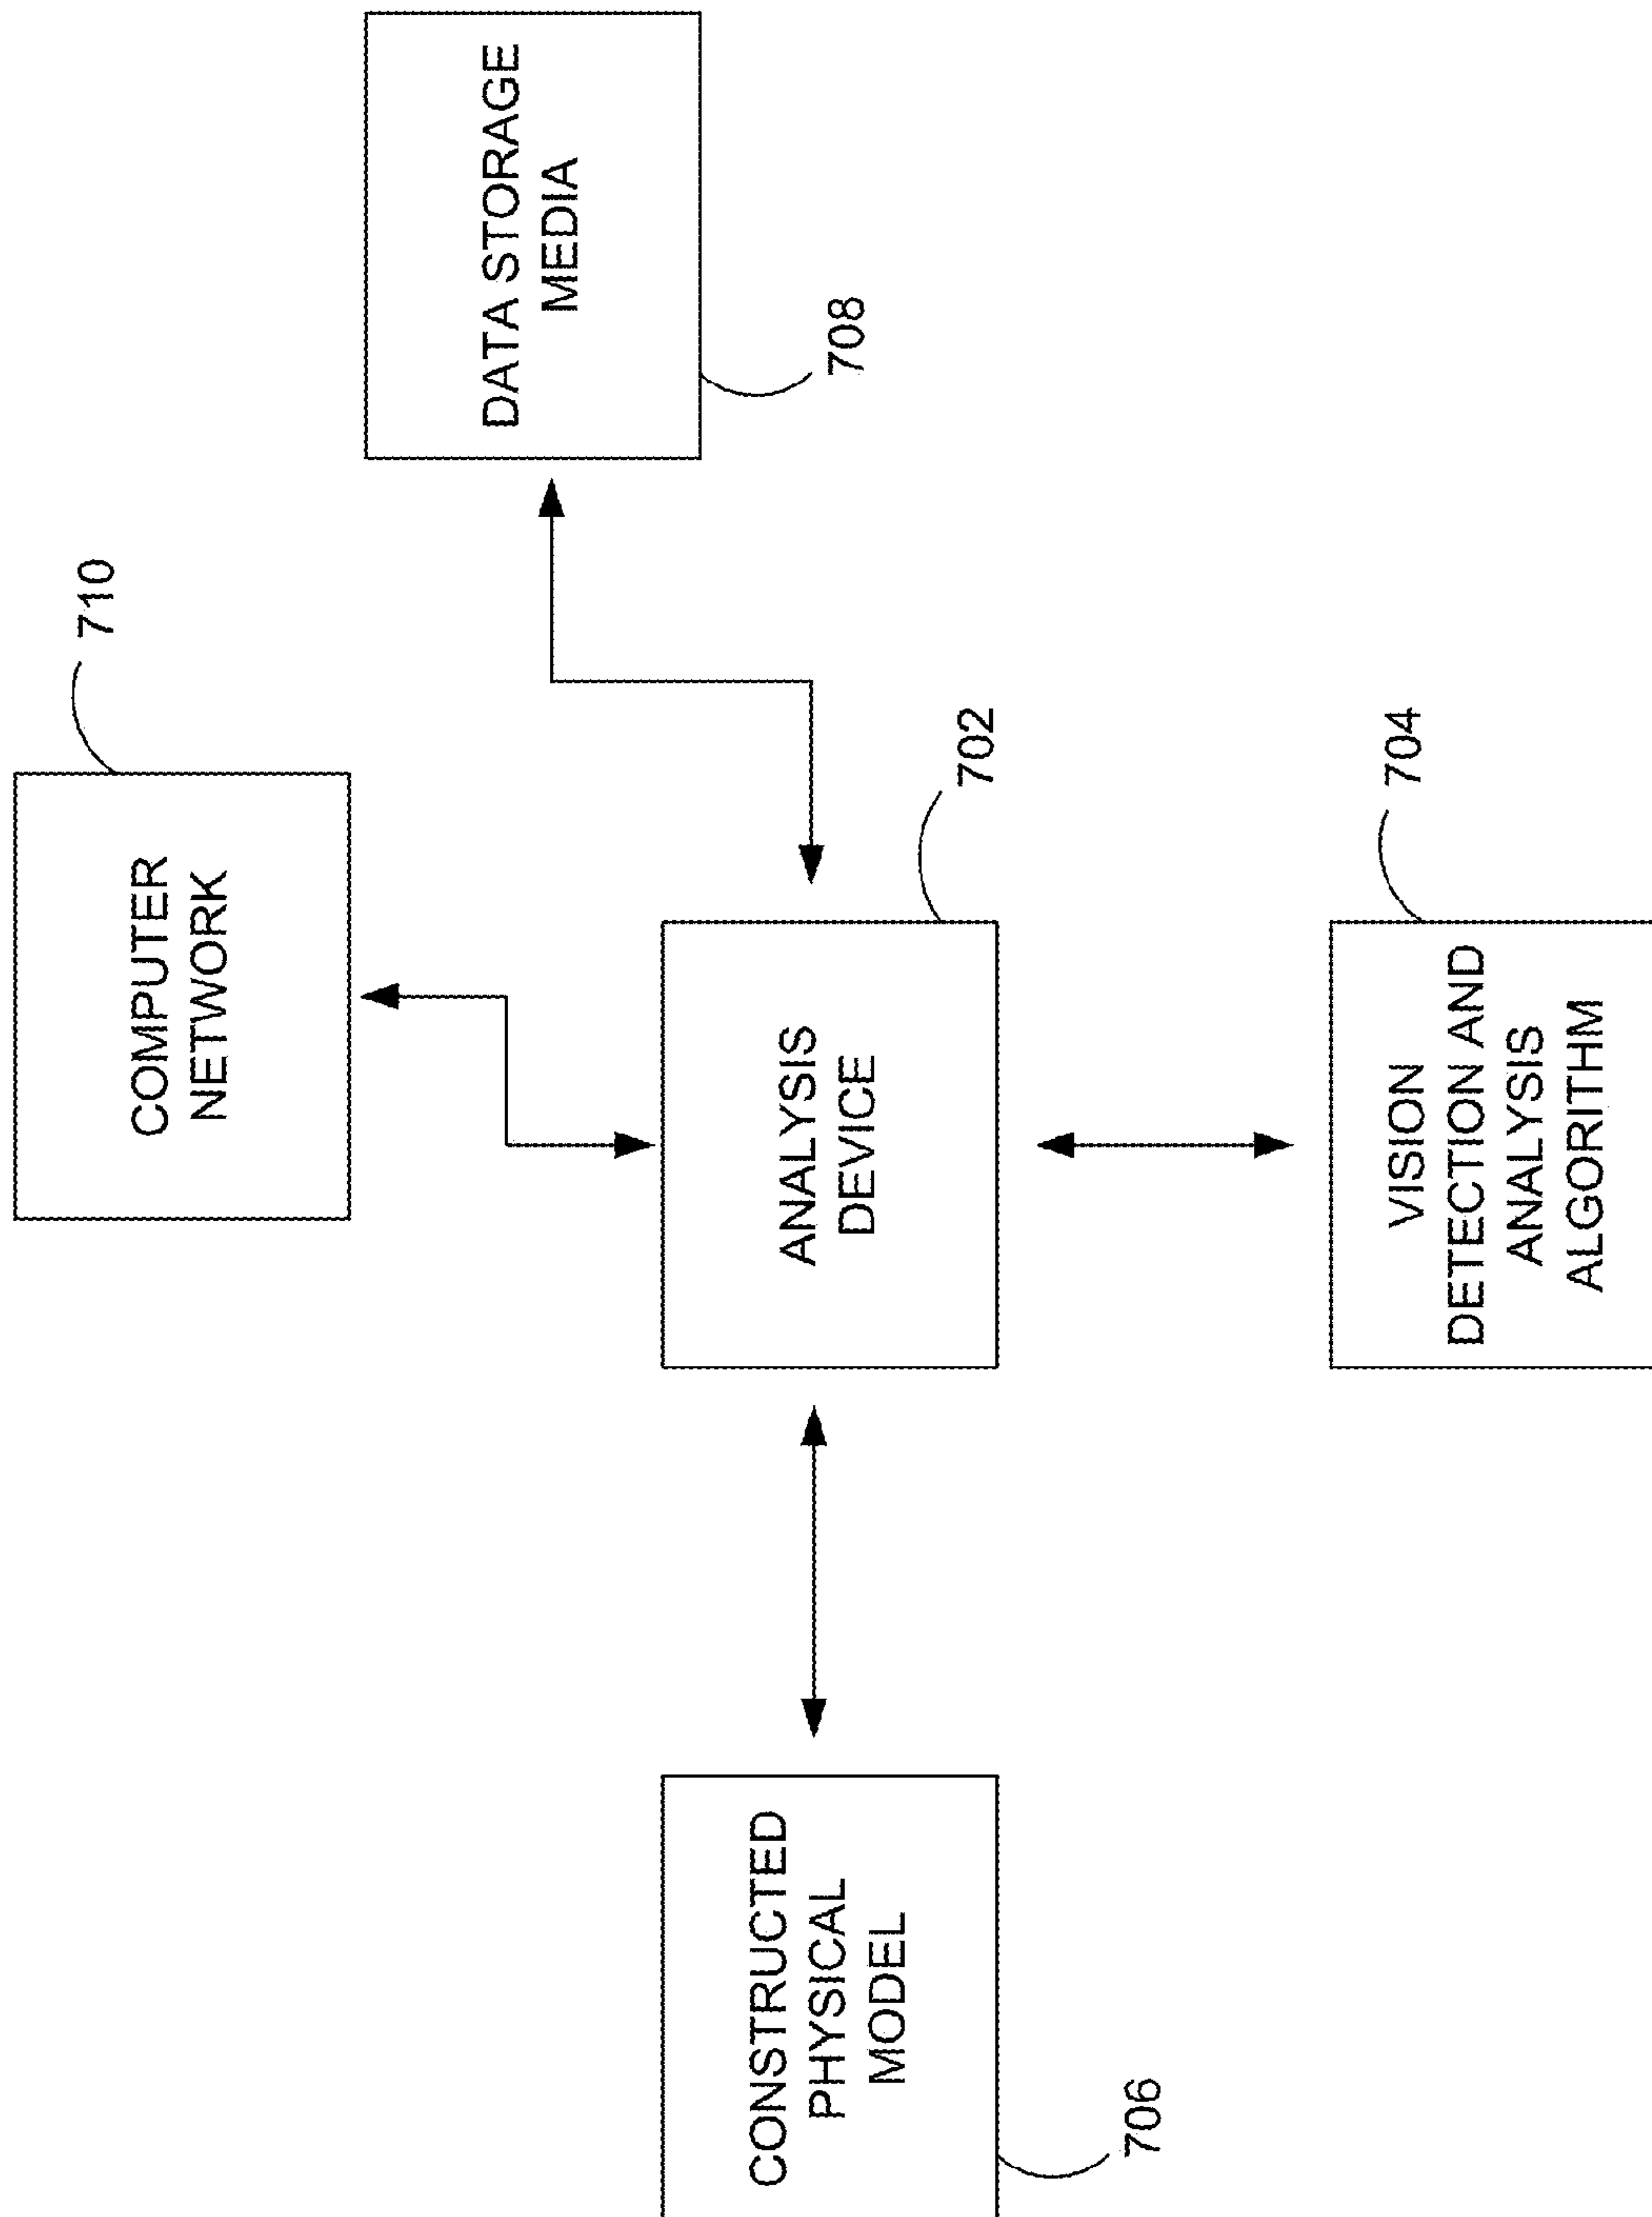 710
COMPUTER
NETWORK
DATA STORAGE
MEDIA
708
702
ANALYSIS
DEVICE
CONSTRUCTED
PHYSICAL
MODEL
706
704
VISION
DETECTION AND
ANALYSIS
ALGORITHM